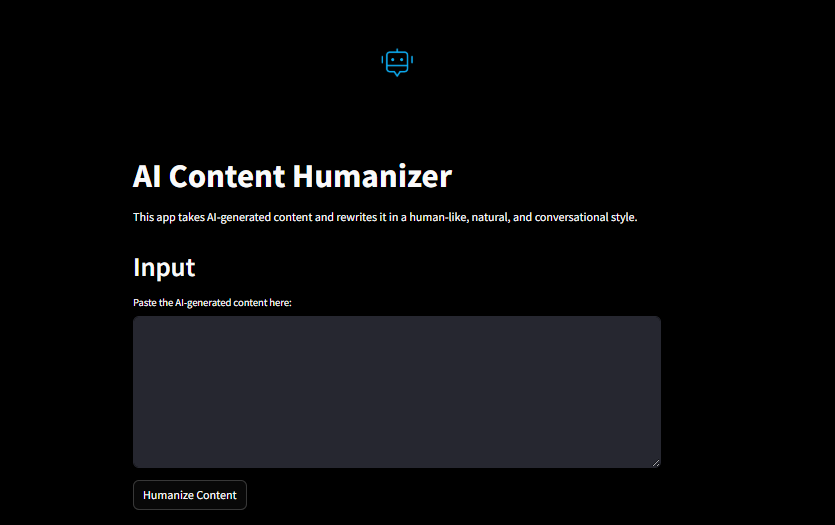 AI Content Humanizer
This app takes AI-generated content and rewrites it in a human-like, natural, and conversational style.
Input
Paste the AI-generated content here:
Humanize Content